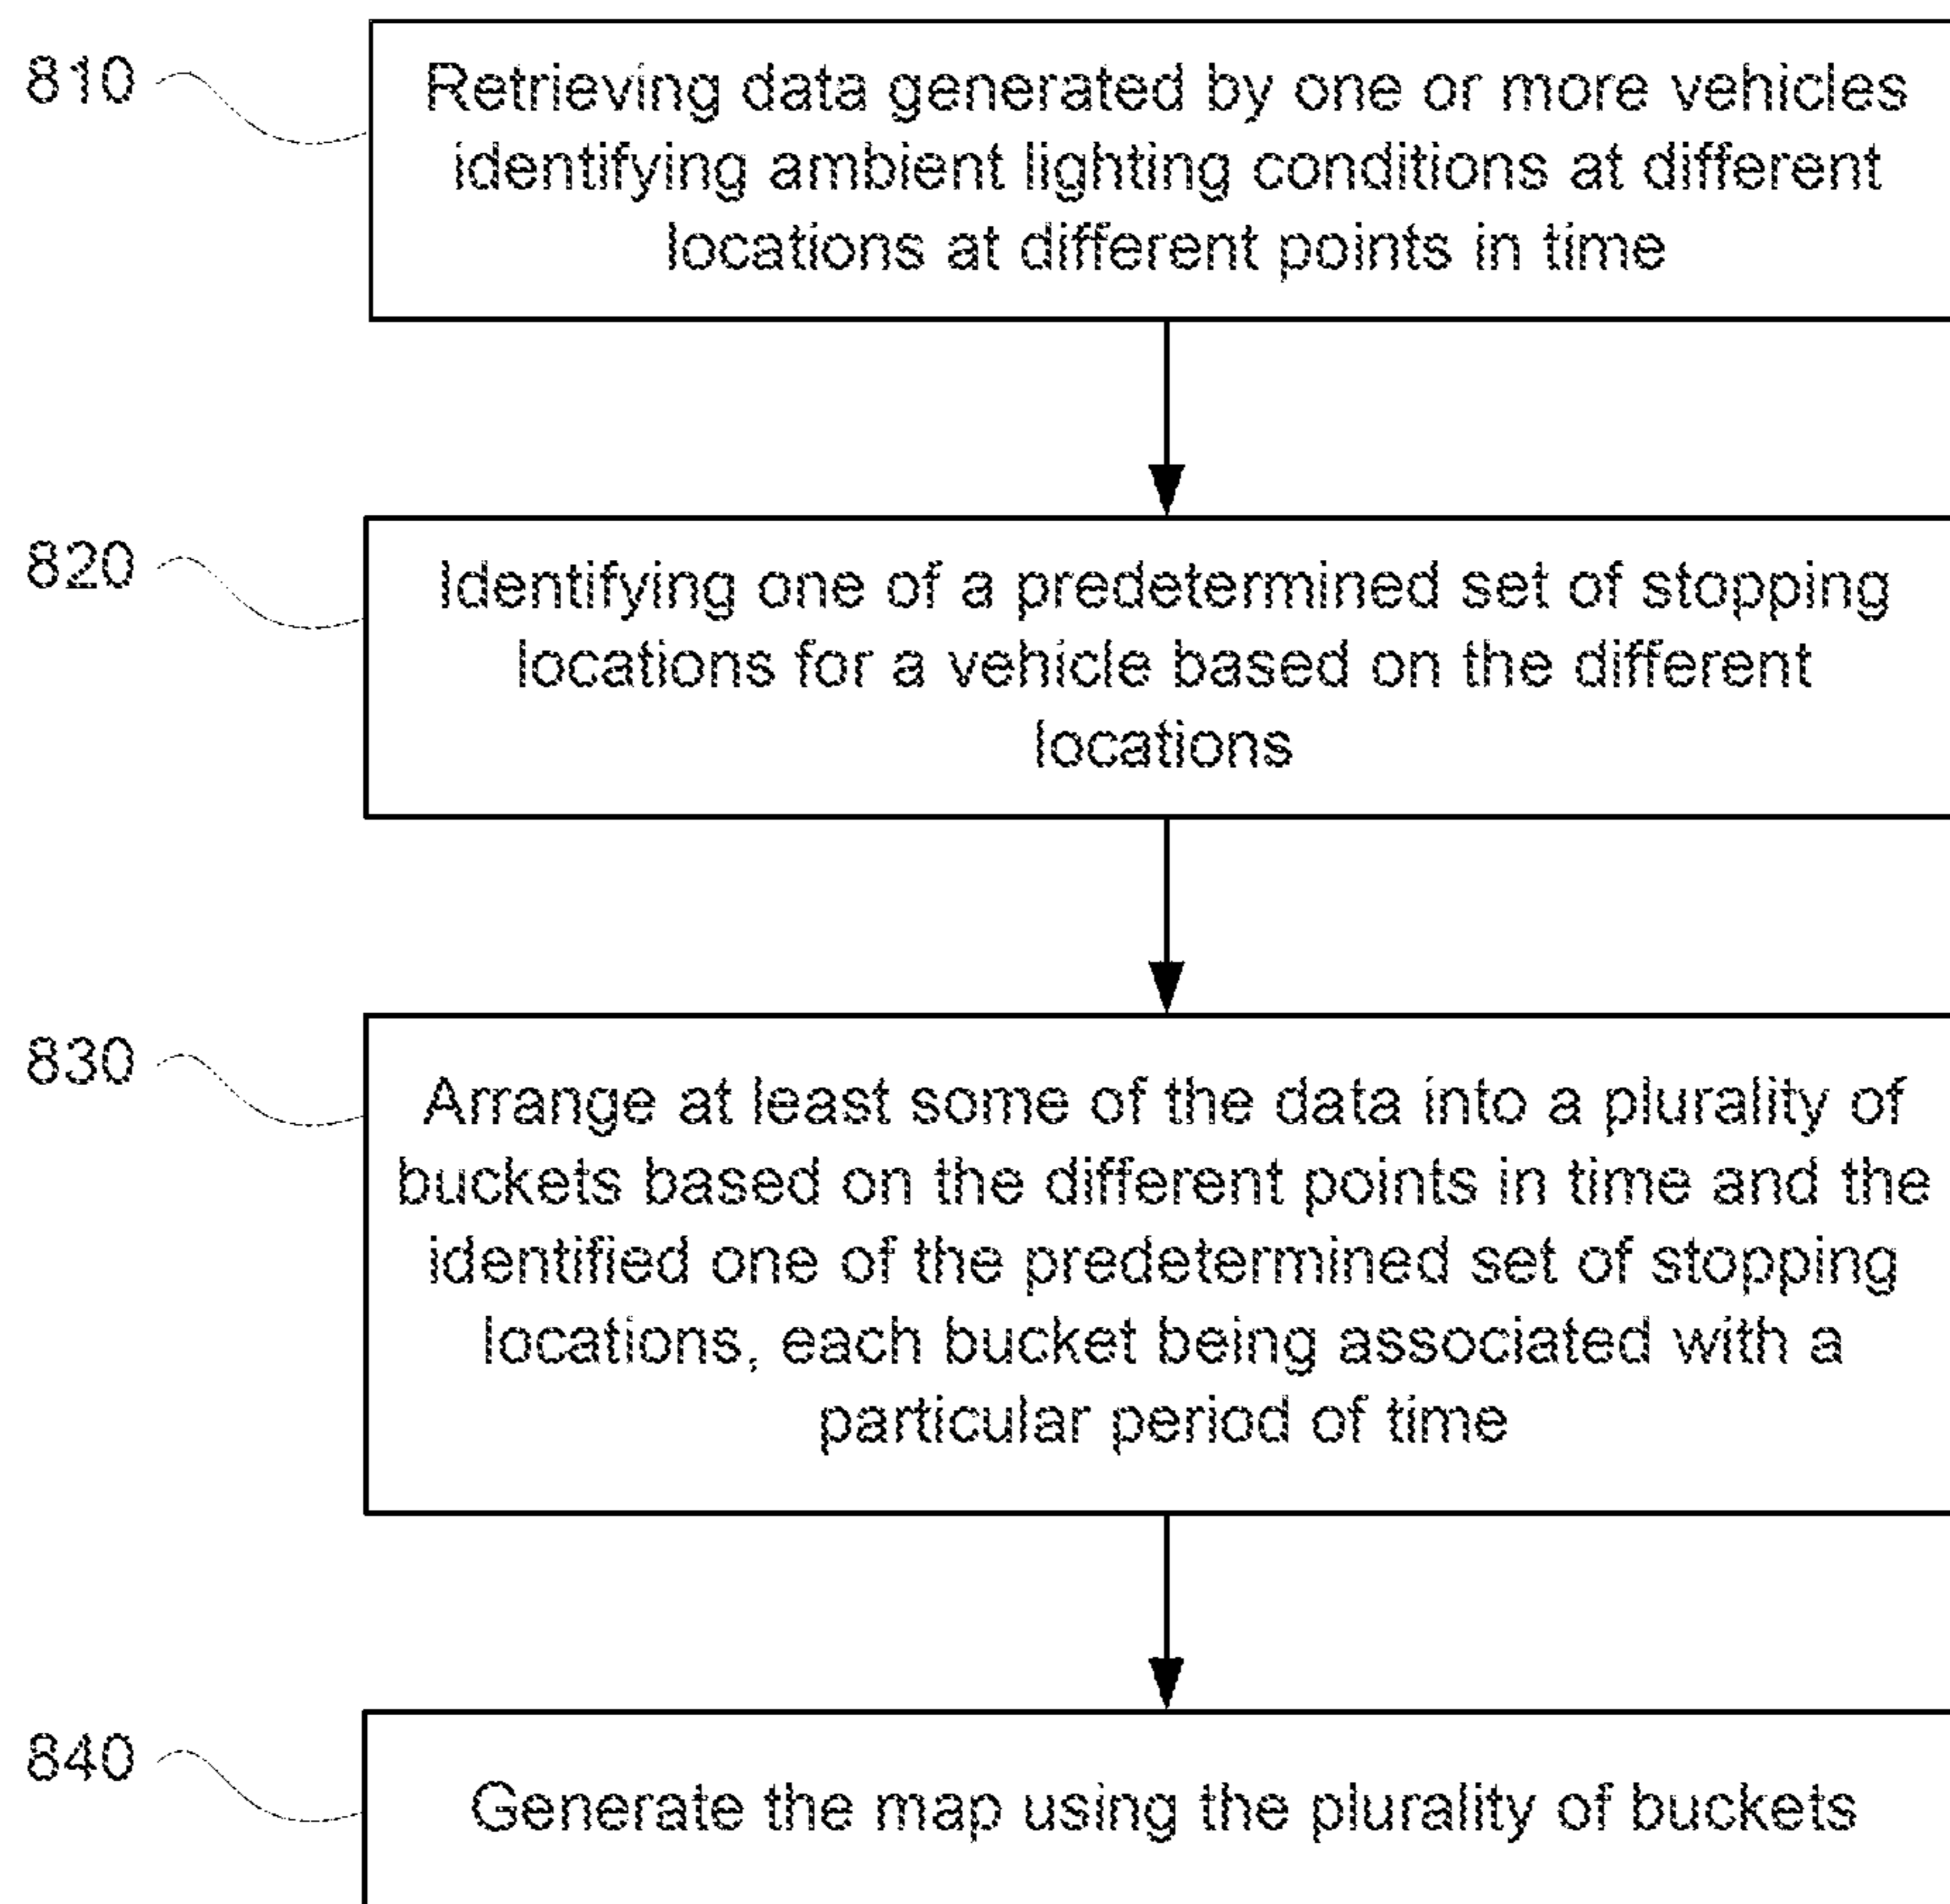 810
Retrieving data generated by one or more vehicles
identifying ambient lighting conditions at different
locations at different points in time
820
Identifying one of a predetermined set of stopping
locations for a vehicle based on the different
locations
830
Arrange at least some of the data into a plurality of
buckets based on the different points in time and the
identified one of the predetermined set of stopping
locations, each bucket being associated with a
particular period of time
840
Generate the map using the plurality of buckets